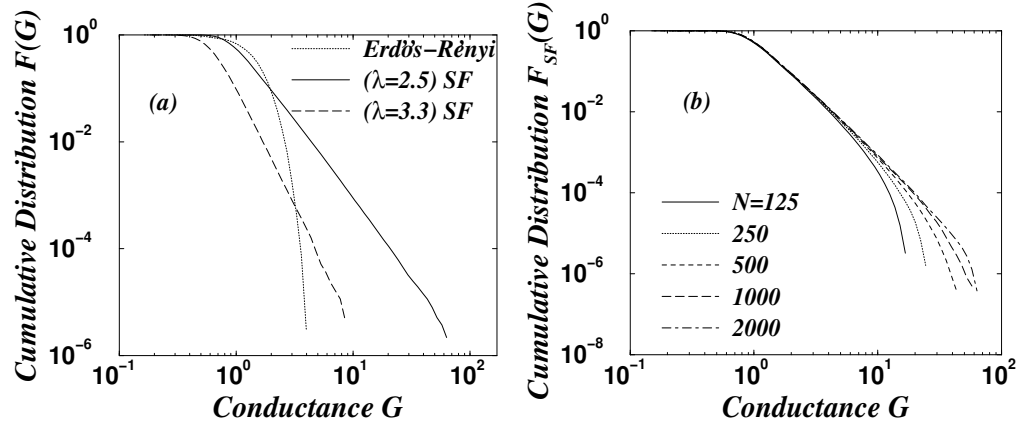 Cumulative Distribution F(G)
10^0
10^-2
10^-4
10^-6
(a)
Erdős–Rényi
(λ=2.5) SF
(λ=3.3) SF
10^-1 10^0 10^1 10^2
Conductance G
Cumulative Distribution F_SF(G)
10^0
10^-2
10^-4
10^-6
10^-8
(b)
N=125
250
500
1000
2000
10^-1 10^0 10^1 10^2
Conductance G